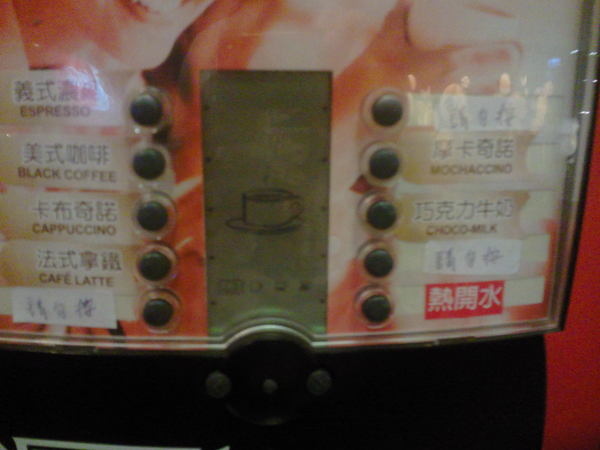 義式濃縮
ESPRESSO
美式咖啡
BLACK COFFEE
卡布奇諾
CAPPUCCINO
法式拿鐵
CAFÉ LATTE
請勿按
請勿按
摩卡奇諾
MOCHACCINO
巧克力牛奶
CHOCO-MILK
請勿按
熱開水